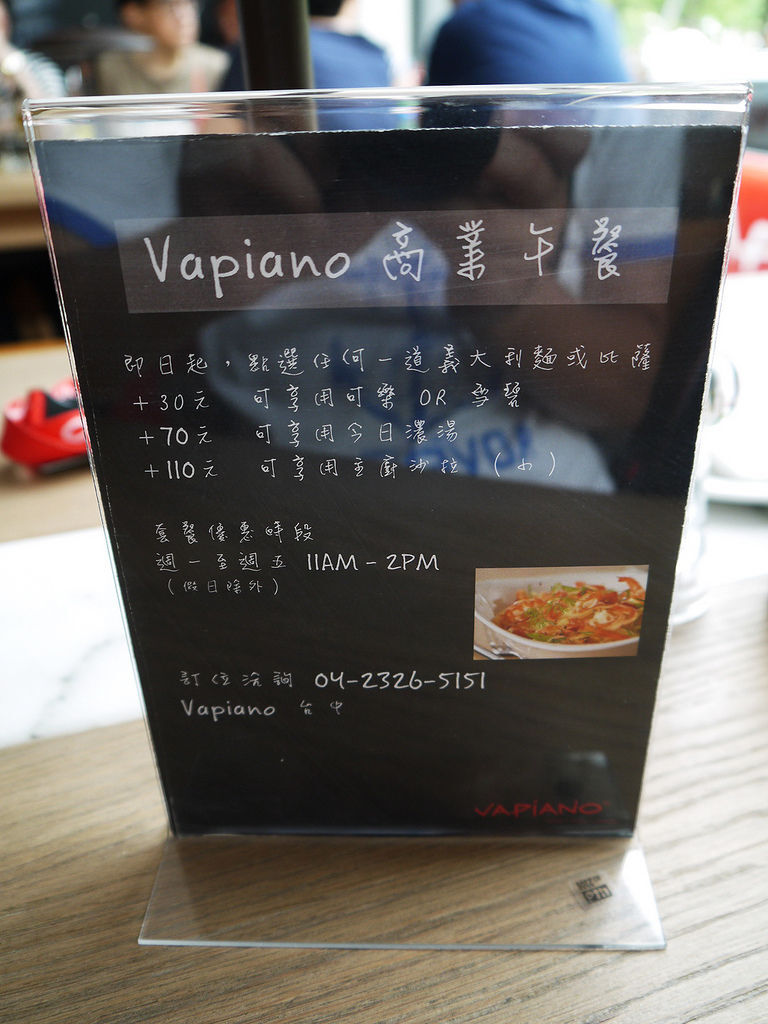 Vapiano 商業午餐
即日起，點選任何一道義大利麵或比薩
+30元 可享用可樂 OR 雪碧
+70元 可享用今日濃湯
+110元 可享用主廚沙拉 (小)
套餐優惠時段
週一至週五 11AM - 2PM
(假日除外)
訂位洽詢 04-2326-5151
Vapiano 台中
VAPIANO